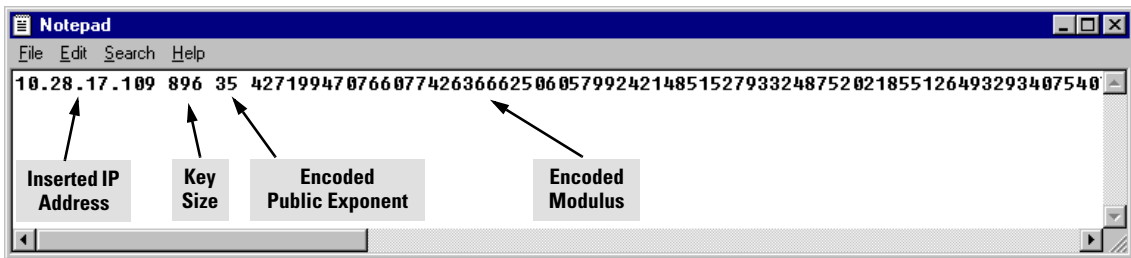 Notepad
File Edit Search Help
10.28.17.109 896 35 427199470766077426366625060579924214851527933248752021855126493293407540
Inserted IP
Address
Key
Size
Encoded
Public Exponent
Encoded
Modulus